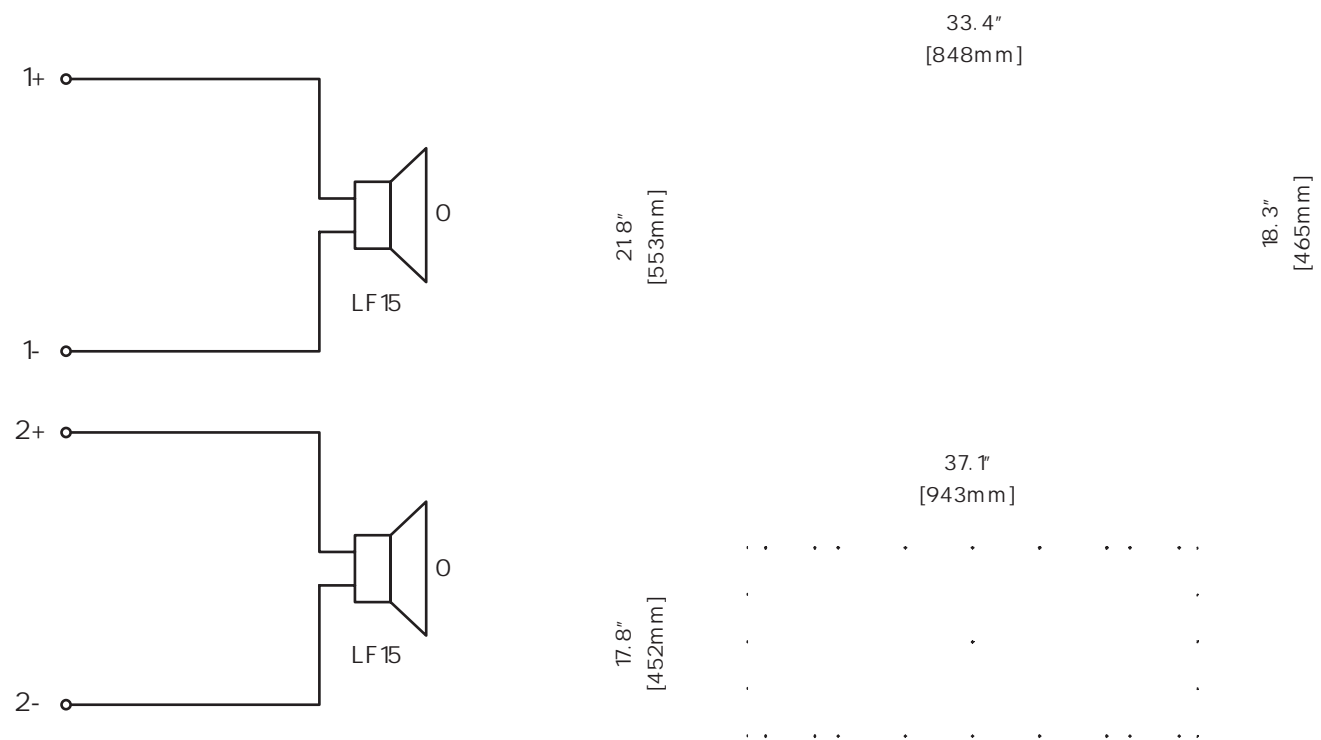 1+
0
LF15
1-
2+
0
LF15
2-
33.4"
[848mm]
21.8"
[553mm]
18.3"
[465mm]
37.1"
[943mm]
17.8"
[452mm]